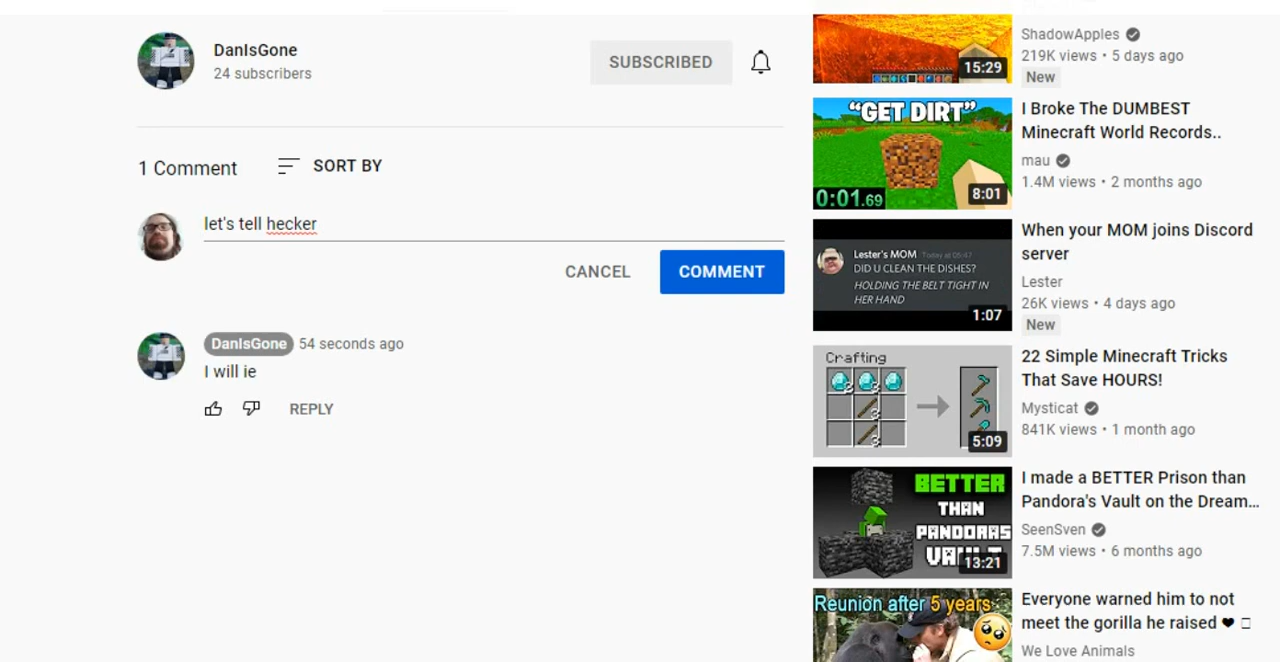 DanIsGone
24 subscribers
SUBSCRIBED
1 Comment
SORT BY
let's tell hecker
CANCEL
COMMENT
DanIsGone 54 seconds ago
I will ie
REPLY
15:29
ShadowApples
219K views • 5 days ago
New
"GET DIRT"
0:01.69
8:01
I Broke The DUMBEST
Minecraft World Records..
mau
1.4M views • 2 months ago
Lester's MOM Today at 05:47
DID U CLEAN THE DISHES?
HOLDING THE BELT TIGHT IN
HER HAND
1:07
When your MOM joins Discord
server
Lester
26K views • 4 days ago
New
Crafting
3 3
3
3
5:09
22 Simple Minecraft Tricks
That Save HOURS!
Mysticat
841K views • 1 month ago
BETTER
THAN
PANDORAS
VAULT
13:21
I made a BETTER Prison than
Pandora's Vault on the Dream...
SeenSven
7.5M views • 6 months ago
Reunion after 5 years
Everyone warned him to not
meet the gorilla he raised ❤ □
We Love Animals